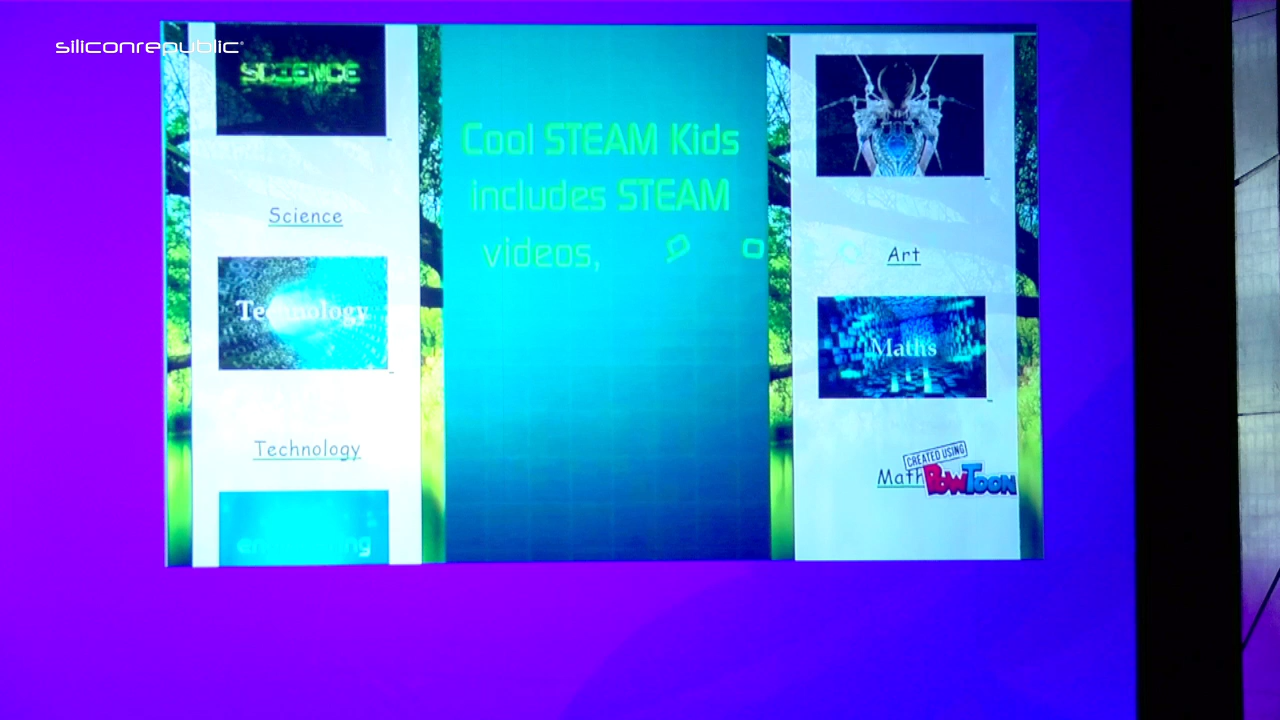 siliconrepublic
SCIENCE
Science
Technology
Technology
Cool STEAM Kids
includes STEAM
videos,
Art
Maths
Math
CREATED USING
POWTOON